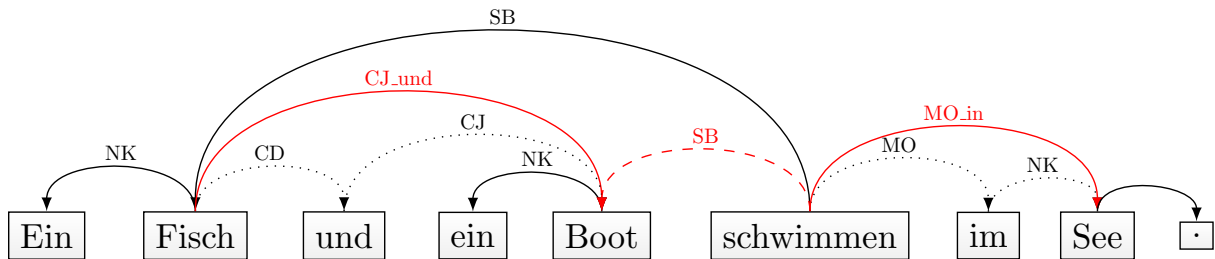 SB
CJ_und
MO_in
CJ
SB
MO
NK
CD
NK
NK
Ein Fisch und ein Boot schwimmen im See .